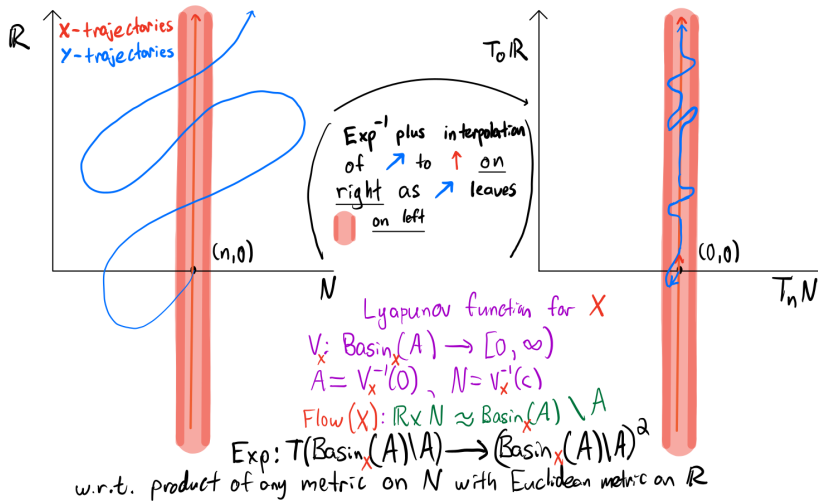 ℝ
X-trajectories
Y-trajectories
(n,0)
N
Exp⁻¹ plus interpolation
of ↗ to ↑ on
right as ↗ leaves
on left
T₀ℝ
(0,0)
TₙN
Lyapunov function for X
Vₓ: Basinₓ(A) → [0, ∞)
A = Vₓ⁻¹(0), N = Vₓ⁻¹(c)
Flow(X): ℝ x N ≈ Basinₓ(A) \ A
Exp: T(Basinₓ(A)\A) → (Basinₓ(A)\A)²
w.r.t. product of any metric on N with Euclidean metric on ℝ